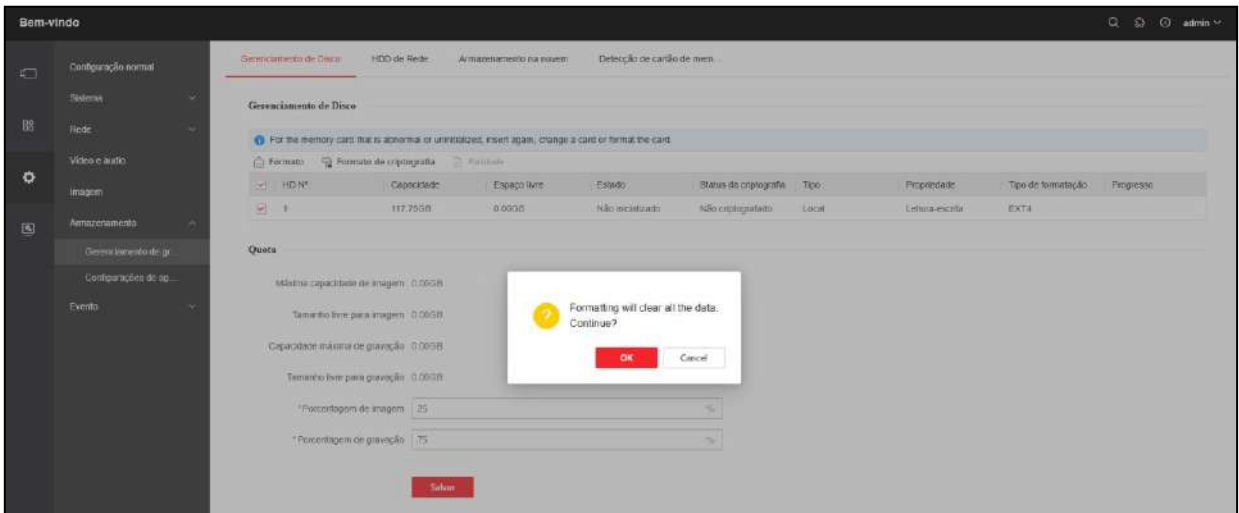 Bem-vindo
admin
Configuração normal
Sistema
Rede
Vídeo e áudio
Imagem
Armazenamento
Gerenciamento de gr...
Configurações de ag...
Evento
Gerenciamento de Disco
HDD de Rede
Armazenamento na nuvem
Detecção de cartão de mem...
Gerenciamento de Disco
For the memory card that is abnormal or uninitialized, insert again, change a card or format the card.
Formato
Formato de criptografia
Paridade
HD Nº
Capacidade
Espaço livre
Estado
Status da criptografia
Tipo
Propriedade
Tipo de formatação
Progresso
1
117.75GB
0.00GB
Não inicializado
Não criptografado
Local
Leitura-escrita
EXT4
Quota
Máxima capacidade de imagem 0.00GB
Tamanho livre para imagem 0.00GB
Capacidade máxima de gravação 0.00GB
Tamanho livre para gravação 0.00GB
*Porcentagem de imagem 25 %
*Porcentagem de gravação 75 %
Salvar
Formatting will clear all the data.
Continue?
OK
Cancel